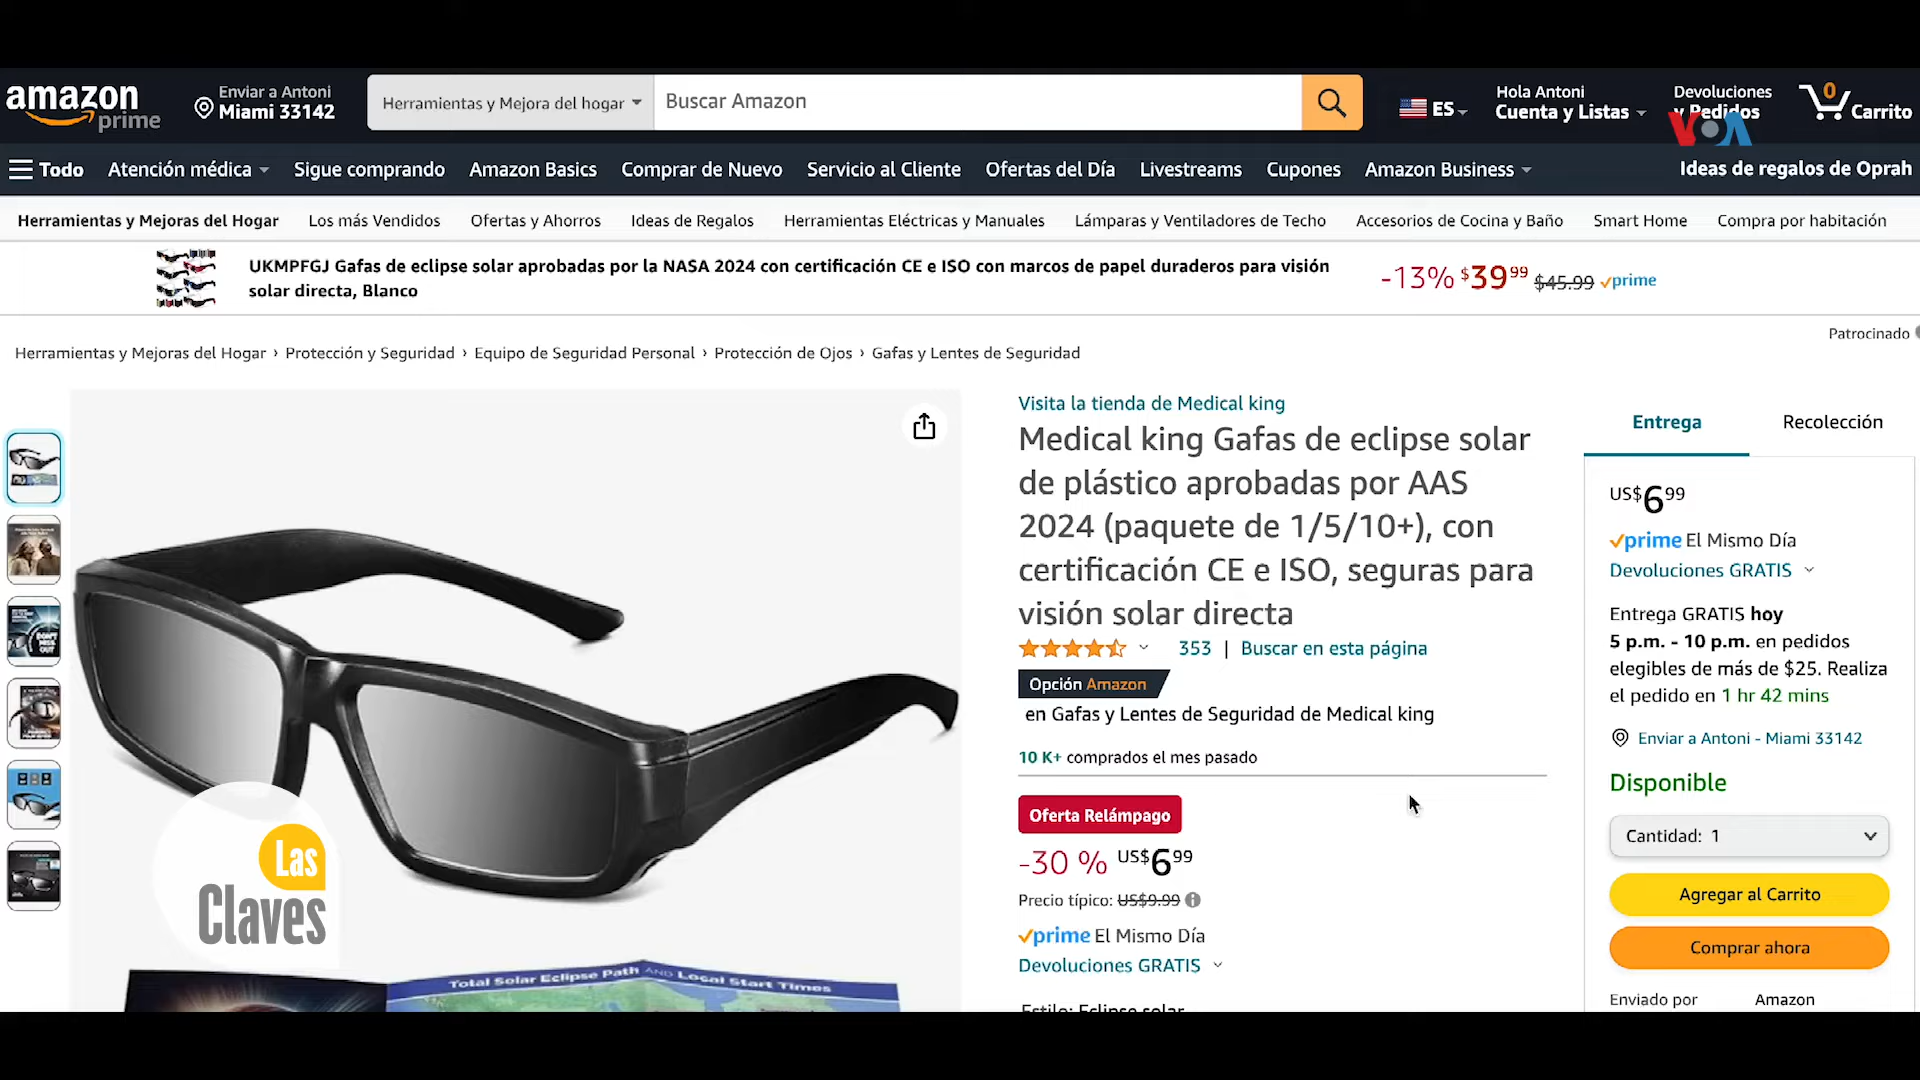 amazon
prime
Enviar a Antoni
Miami 33142
Herramientas y Mejora del hogar
Buscar Amazon
ES
Hola Antoni
Cuenta y Listas
Devoluciones
y Pedidos
0
Carrito
VOA
Todo
Atención médica
Sigue comprando
Amazon Basics
Comprar de Nuevo
Servicio al Cliente
Ofertas del Día
Livestreams
Cupones
Amazon Business
Ideas de regalos de Oprah
Herramientas y Mejoras del Hogar
Los más Vendidos
Ofertas y Ahorros
Ideas de Regalos
Herramientas Eléctricas y Manuales
Lámparas y Ventiladores de Techo
Accesorios de Cocina y Baño
Smart Home
Compra por habitación
UKMPFGJ Gafas de eclipse solar aprobadas por la NASA 2024 con certificación CE e ISO con marcos de papel duraderos para visión
solar directa, Blanco
-13% $3999 $45.99 prime
Patrocinado
Herramientas y Mejoras del Hogar › Protección y Seguridad › Equipo de Seguridad Personal › Protección de Ojos › Gafas y Lentes de Seguridad
Visita la tienda de Medical king
Medical king Gafas de eclipse solar
de plástico aprobadas por AAS
2024 (paquete de 1/5/10+), con
certificación CE e ISO, seguras para
visión solar directa
353 | Buscar en esta página
Opción Amazon
en Gafas y Lentes de Seguridad de Medical king
10 K+ comprados el mes pasado
Oferta Relámpago
-30 % US$699
Precio típico: US$9.99
prime El Mismo Día
Devoluciones GRATIS
Estilo: Eclipse solar
Entrega
Recolección
US$699
prime El Mismo Día
Devoluciones GRATIS
Entrega GRATIS hoy
5 p.m. - 10 p.m. en pedidos
elegibles de más de $25. Realiza
el pedido en 1 hr 42 mins
Enviar a Antoni - Miami 33142
Disponible
Cantidad: 1
Agregar al Carrito
Comprar ahora
Enviado por Amazon
Las
Claves
Total Solar Eclipse Path AND Local Start Times